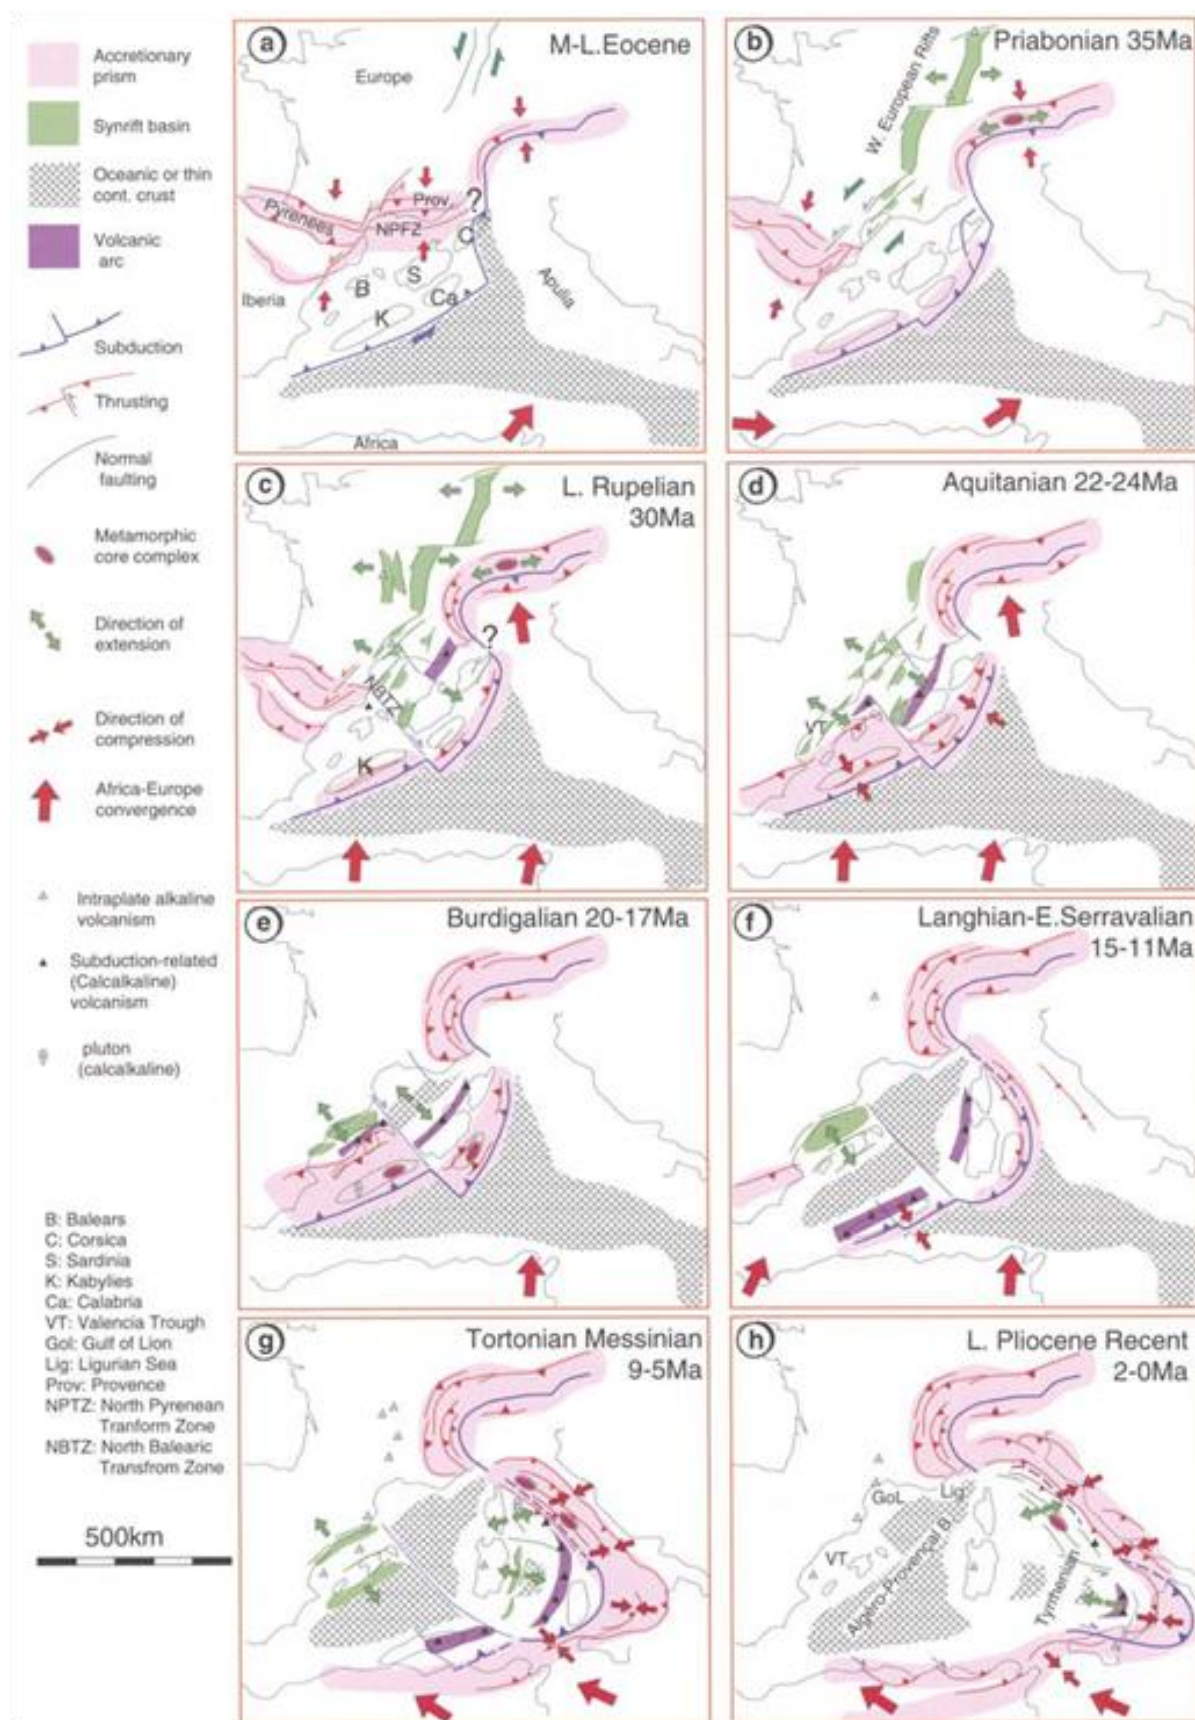 Accretionary
prism
Synrift basin
Oceanic or thin
cont. crust
Volcanic
arc
Subduction
Thrusting
Normal
faulting
Metamorphic
core complex
Direction of
extension
Direction of
compression
Africa-Europe
convergence
Intraplate alkaline
volcanism
Subduction-related
(Calcalkaline)
volcanism
pluton
(calcalkaline)
B: Balears
C: Corsica
S: Sardinia
K: Kabylies
Ca: Calabria
VT: Valencia Trough
Gol: Gulf of Lion
Lig: Ligurian Sea
Prov: Provence
NPTZ: North Pyrenean
Tranform Zone
NBTZ: North Balearic
Transfrom Zone
500km
a
M-L.Eocene
Europe
Pyrenees
Prov.
?
NPFZ
C
S
B
Ca
Iberia
K
Apulia
Africa
b
Priabonian 35Ma
W. European Rifts
c
L. Rupelian
30Ma
?
NBTZ
K
d
Aquitanian 22-24Ma
VT
e
Burdigalian 20-17Ma
f
Langhian-E.Serravalian
15-11Ma
g
Tortonian Messinian
9-5Ma
h
L. Pliocene Recent
2-0Ma
GoL
Lig.
VT
Algero-Provençal B.
Tyrrhenian